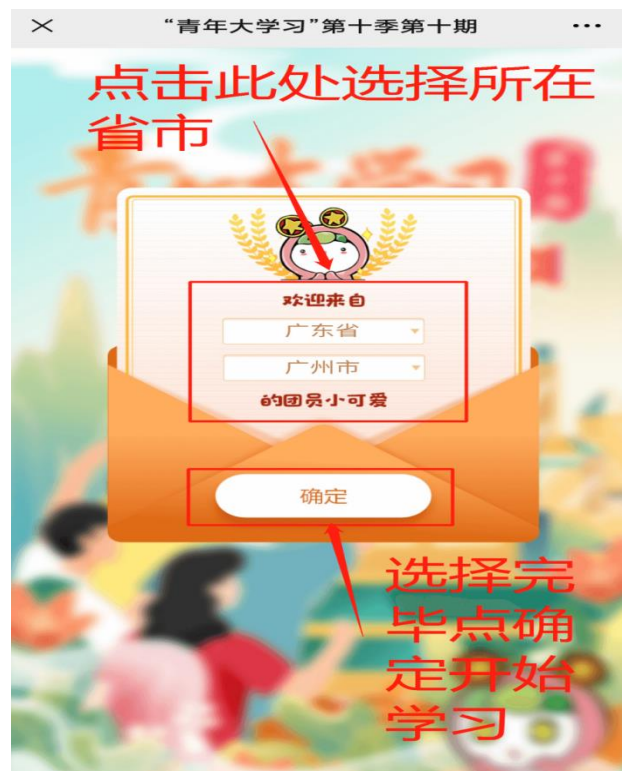 “青年大学习”第十季第十期
点击此处选择所在
省市
欢迎来自
广东省
广州市
的团员小可爱
确定
选择完
毕点确
定开始
学习